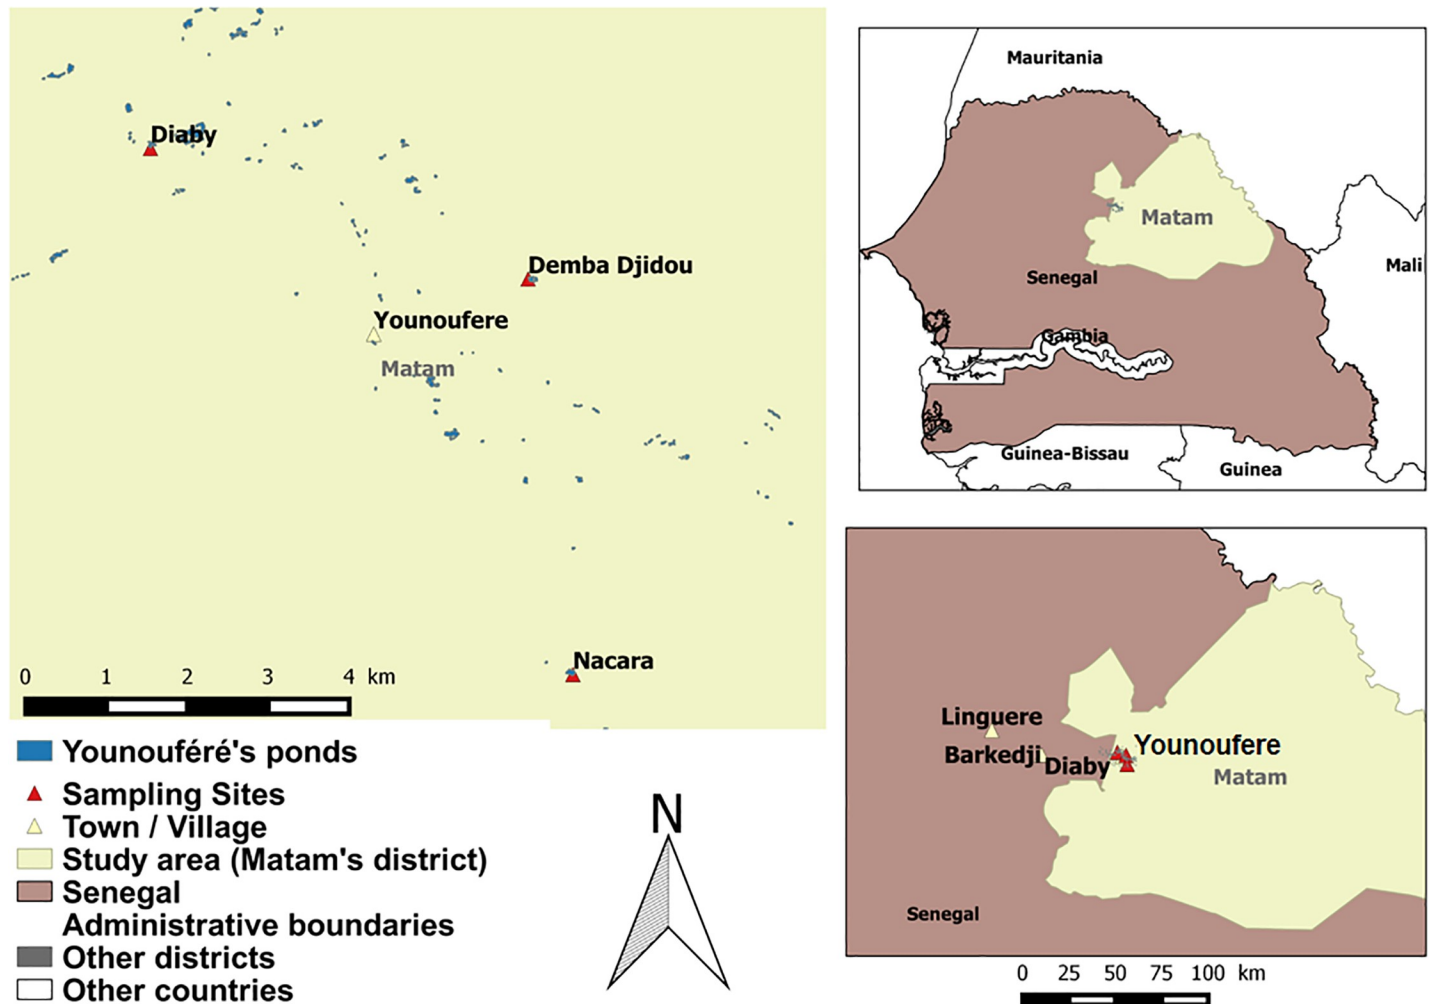 Diaby
Demba Djidou
Younoufere
Matam
Nacara
0 1 2 3 4 km
Younouféré's ponds
Sampling Sites
Town / Village
Study area (Matam's district)
Senegal
Administrative boundaries
Other districts
Other countries
N
Mauritania
Matam
Senegal
Mali
Gambia
Guinea-Bissau
Guinea
Linguere
Barkedji
Diaby
Younoufere
Matam
Senegal
0 25 50 75 100 km